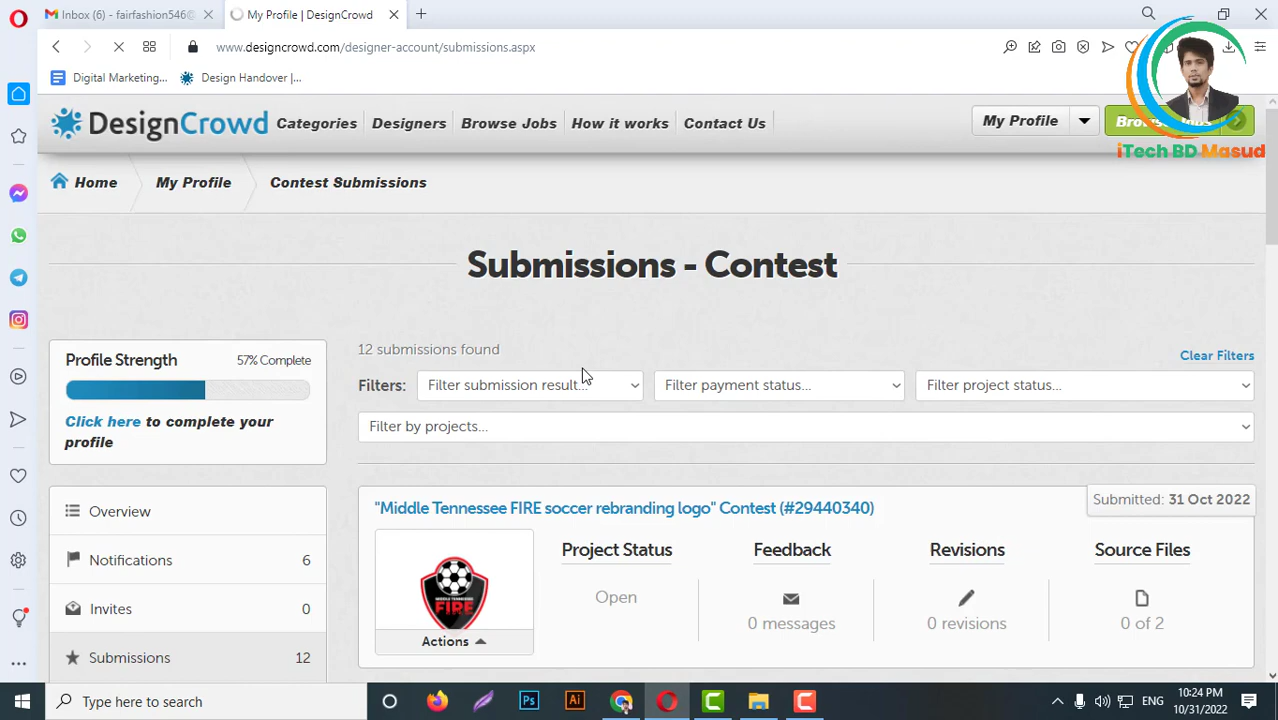 Inbox (6) - fairfashion546@
My Profile | DesignCrowd
www.designcrowd.com/designer-account/submissions.aspx
Digital Marketing...
Design Handover |...
DesignCrowd
Categories
Designers
Browse Jobs
How it works
Contact Us
My Profile
iTech BD Masud
Home
My Profile
Contest Submissions
Submissions - Contest
Profile Strength
57% Complete
Click here to complete your
profile
12 submissions found
Clear Filters
Filters:
Filter submission result...
Filter payment status...
Filter project status...
Filter by projects...
Overview
Notifications
6
Invites
0
Submissions
12
"Middle Tennessee FIRE soccer rebranding logo" Contest (#29440340)
Submitted: 31 Oct 2022
MIDDLE TENNESSEE
FIRE
Actions
Project Status
Open
Feedback
0 messages
Revisions
0 revisions
Source Files
0 of 2
Type here to search
Ps
Ai
ENG
10:24 PM
10/31/2022